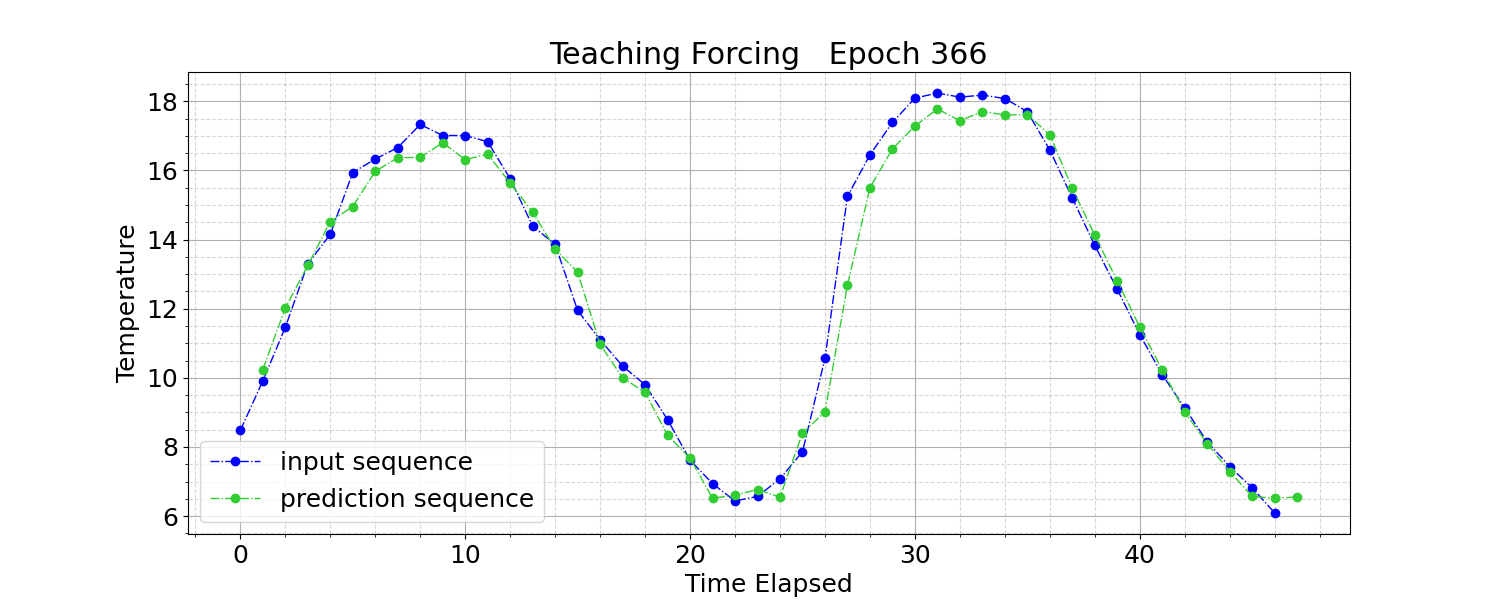 Teaching Forcing   Epoch 366
Temperature
18
16
14
12
10
8
6
input sequence
prediction sequence
0 10 20 30 40
Time Elapsed